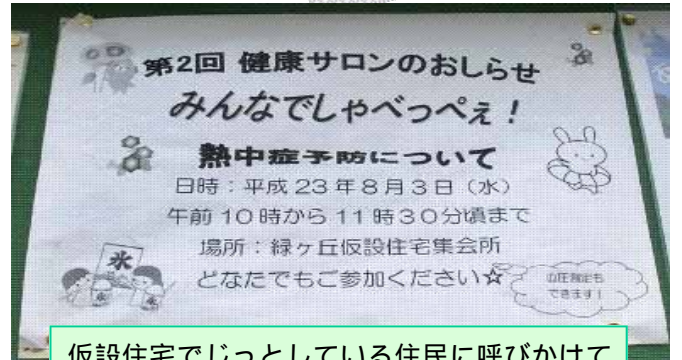 第2回 健康サロンのおしらせ
みんなでしゃべっぺぇ!
熱中症予防について
日時:平成23年8月3日(水)
午前10時から11時30分頃まで
場所:緑ヶ丘仮設住宅集会所
どなたでもご参加ください☆
氷
血圧測定も
できます!
仮設住宅でじっとしている住民に呼びかけて